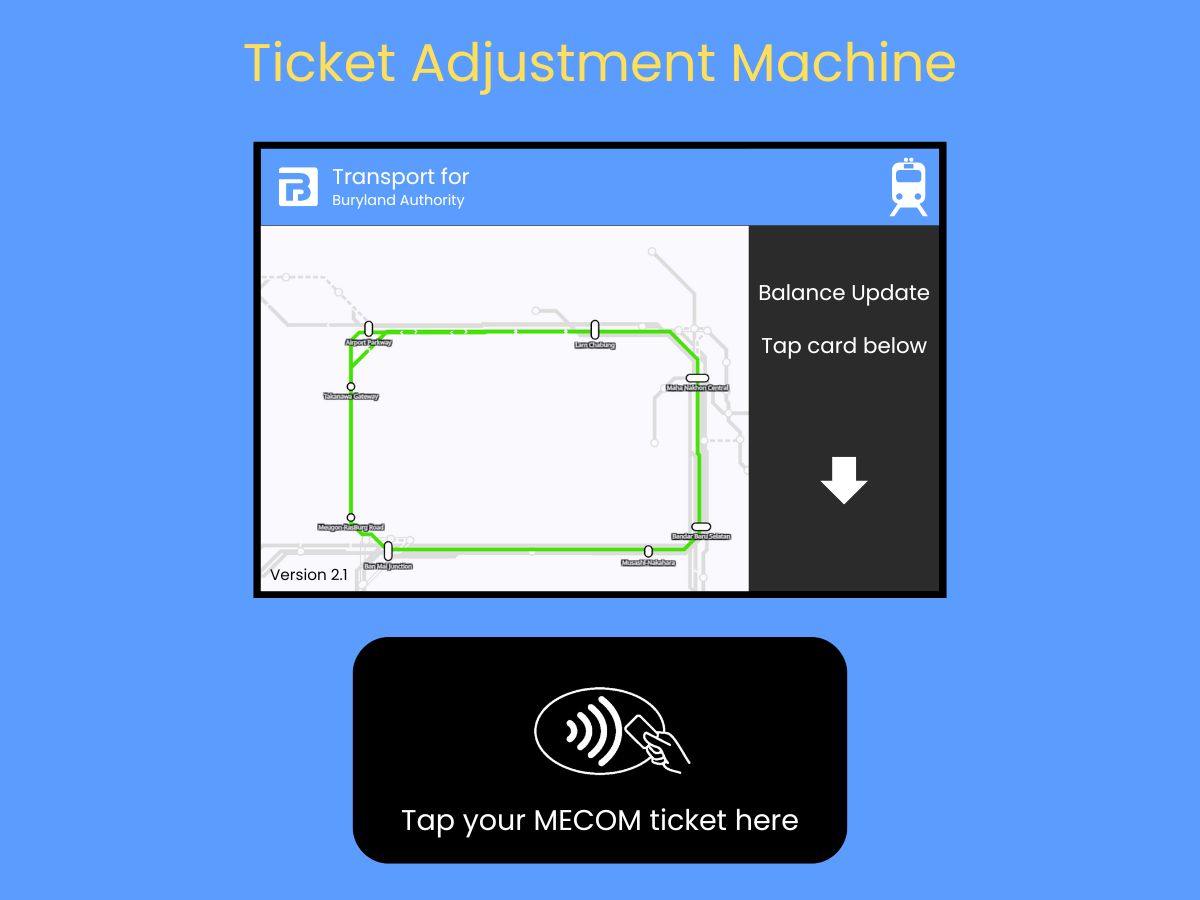 Ticket Adjustment Machine
Transport for
Buryland Authority
Balance Update
Tap card below
Airport Parkway
Lam Chabung
Maha Nakhon Central
Takanawa Gateway
Meugon-Rasburg Road
Bandar Baru Selatan
Ban Mai Junction
Musashi-Nakahara
Version 2.1
Tap your MECOM ticket here